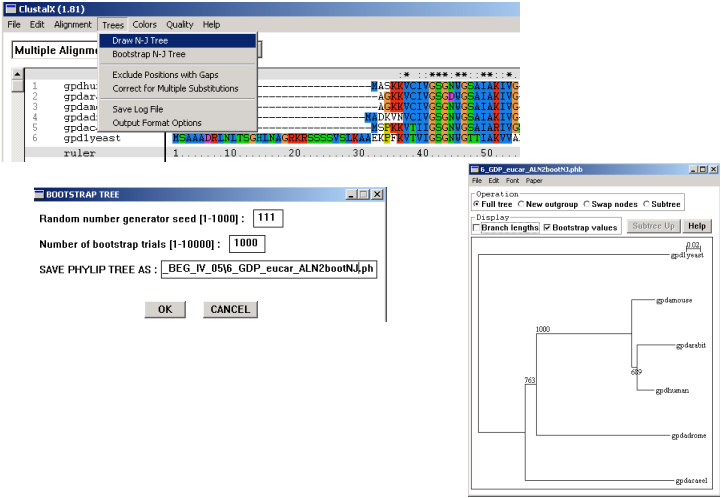 ClustalX (1.81)
File Edit Alignment Trees Colors Quality Help
Draw N-J Tree
Multiple Alignm
Bootstrap N-J Tree
Exclude Positions with Gaps
Correct for Multiple Substitutions
Save Log File
Output Format Options
:* :***:**:**:*.
1 gpdhu MASKKVCIVGSGNWGSAIAKIVG
2 gpdar AGKKVCIVGSGDWGSAIAKIVG
3 gpdam AGKKVCIVGSGNWGSAIAKIVG
4 gpdad MADKVNVCIVGSGNWGSAIAKIVG
5 gpdac MSPKKVTIIGSGNWGSAIARIVG
6 gpd1yeast MSAAADRLNLTSGHLNAGRKRSSSSVSLKAAEKPFKVTVIGSGNWGTTIAKVVA
ruler 1.......10........20........30........40........50.....
BOOTSTRAP TREE
Random number generator seed [1-1000] : 111
Number of bootstrap trials [1-10000] : 1000
SAVE PHYLIP TREE AS : _BEG_IV_05\6_GDP_eucar_ALN2bootNJ.ph
OK CANCEL
6_GDP_eucar_ALN2bootNJ.phb
File Edit Font Paper
Operation
Full tree New outgroup Swap nodes Subtree
Display
Branch lengths Bootstrap values Subtree Up Help
0.02
gpd1yeast
gpdamouse
1000
gpdarabit
689
763
gpdhuman
gpdadrome
gpdacaeel